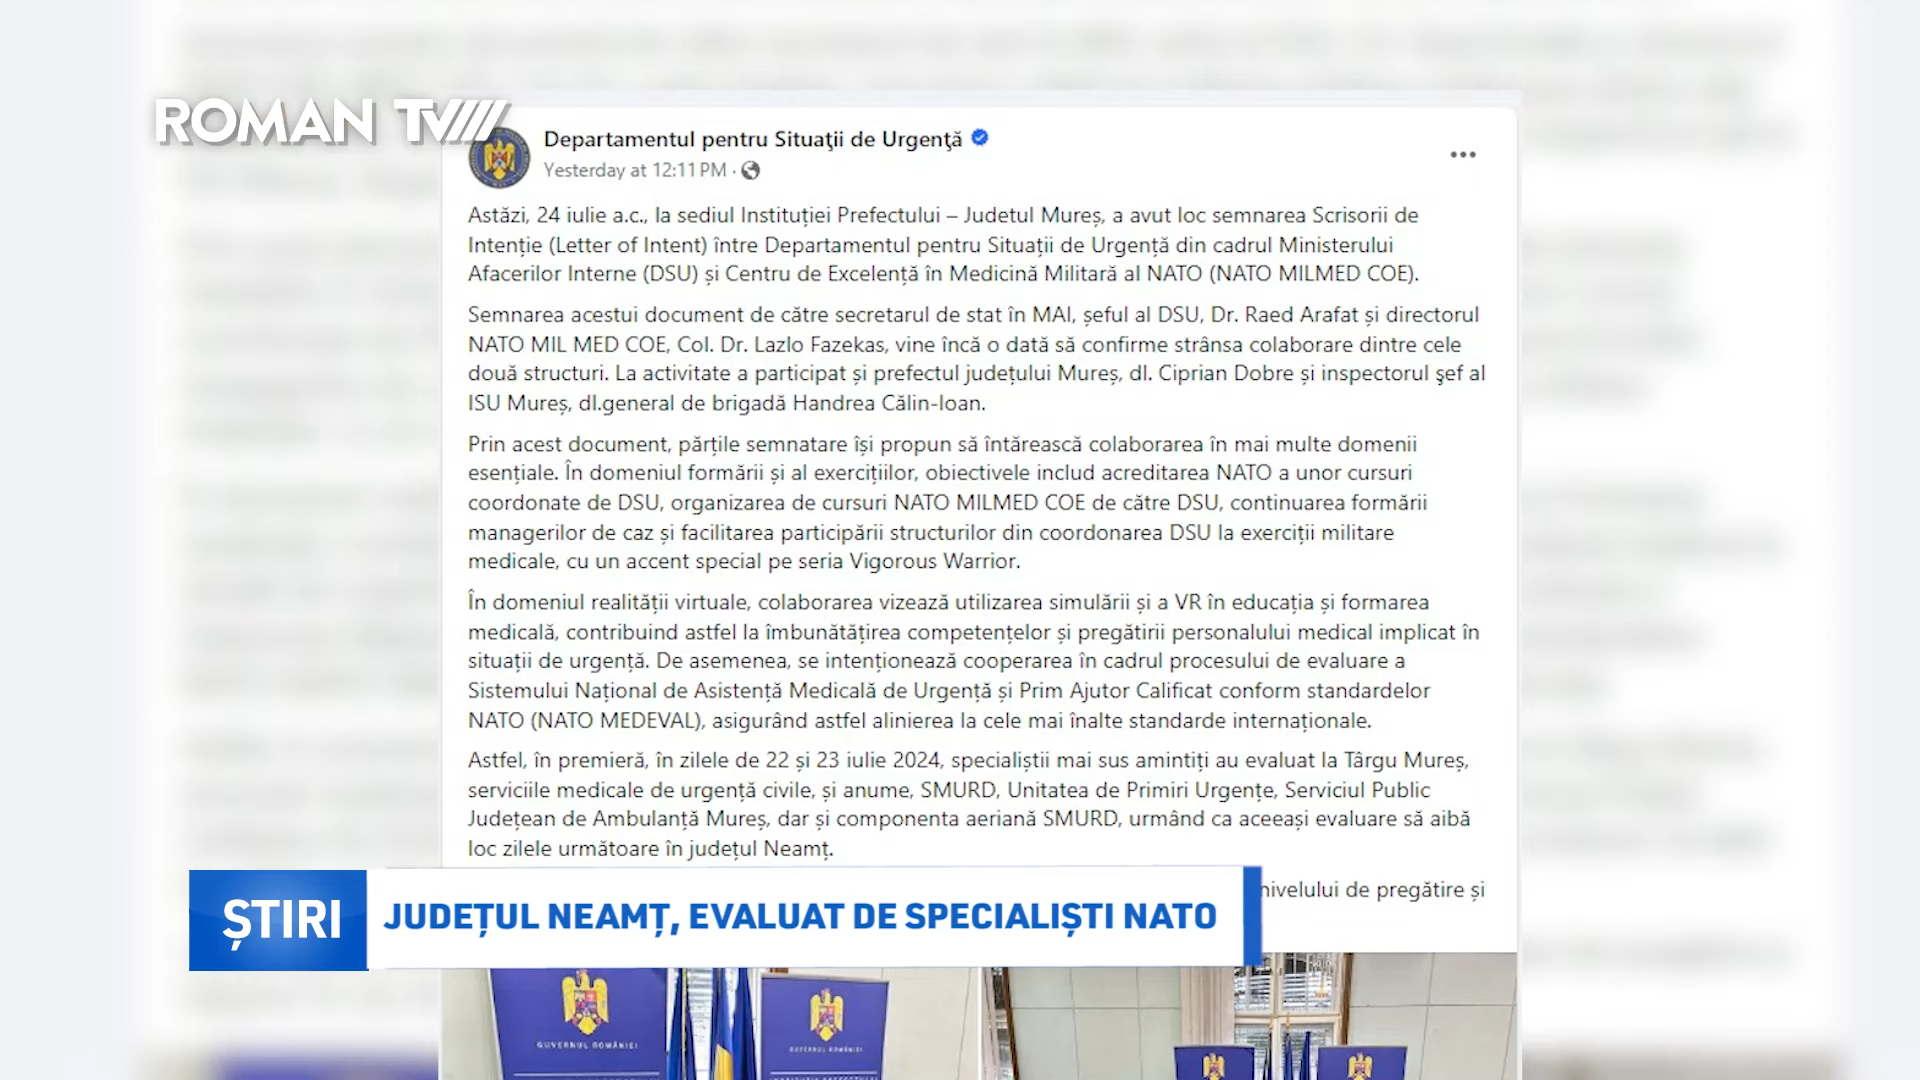 ROMAN TV
Departamentul pentru Situaţii de Urgenţă
Yesterday at 12:11 PM ·
Astăzi, 24 iulie a.c., la sediul Instituției Prefectului – Judetul Mureș, a avut loc semnarea Scrisorii de
Intenție (Letter of Intent) între Departamentul pentru Situații de Urgență din cadrul Ministerului
Afacerilor Interne (DSU) și Centru de Excelență în Medicină Militară al NATO (NATO MILMED COE).
Semnarea acestui document de către secretarul de stat în MAI, șeful al DSU, Dr. Raed Arafat și directorul
NATO MIL MED COE, Col. Dr. Lazlo Fazekas, vine încă o dată să confirme strânsa colaborare dintre cele
două structuri. La activitate a participat și prefectul județului Mureș, dl. Ciprian Dobre și inspectorul şef al
ISU Mureș, dl.general de brigadă Handrea Călin-Ioan.
Prin acest document, părțile semnatare își propun să întărească colaborarea în mai multe domenii
esențiale. În domeniul formării și al exercițiilor, obiectivele includ acreditarea NATO a unor cursuri
coordonate de DSU, organizarea de cursuri NATO MILMED COE de către DSU, continuarea formării
managerilor de caz și facilitarea participării structurilor din coordonarea DSU la exerciții militare
medicale, cu un accent special pe seria Vigorous Warrior.
În domeniul realității virtuale, colaborarea vizează utilizarea simulării și a VR în educația și formarea
medicală, contribuind astfel la îmbunătățirea competențelor și pregătirii personalului medical implicat în
situații de urgență. De asemenea, se intenționează cooperarea în cadrul procesului de evaluare a
Sistemului Național de Asistență Medicală de Urgență și Prim Ajutor Calificat conform standardelor
NATO (NATO MEDEVAL), asigurând astfel alinierea la cele mai înalte standarde internaționale.
Astfel, în premieră, în zilele de 22 și 23 iulie 2024, specialiștii mai sus amintiți au evaluat la Târgu Mureș,
serviciile medicale de urgență civile, și anume, SMURD, Unitatea de Primiri Urgențe, Serviciul Public
Județean de Ambulanță Mureș, dar și componenta aeriană SMURD, urmând ca aceeași evaluare să aibă
loc zilele următoare în județul Neamț.
nivelului de pregătire și
ȘTIRI
JUDEȚUL NEAMȚ, EVALUAT DE SPECIALIȘTI NATO
GUVERNUL ROMÂNIEI
GUVERNUL ROMÂNIEI